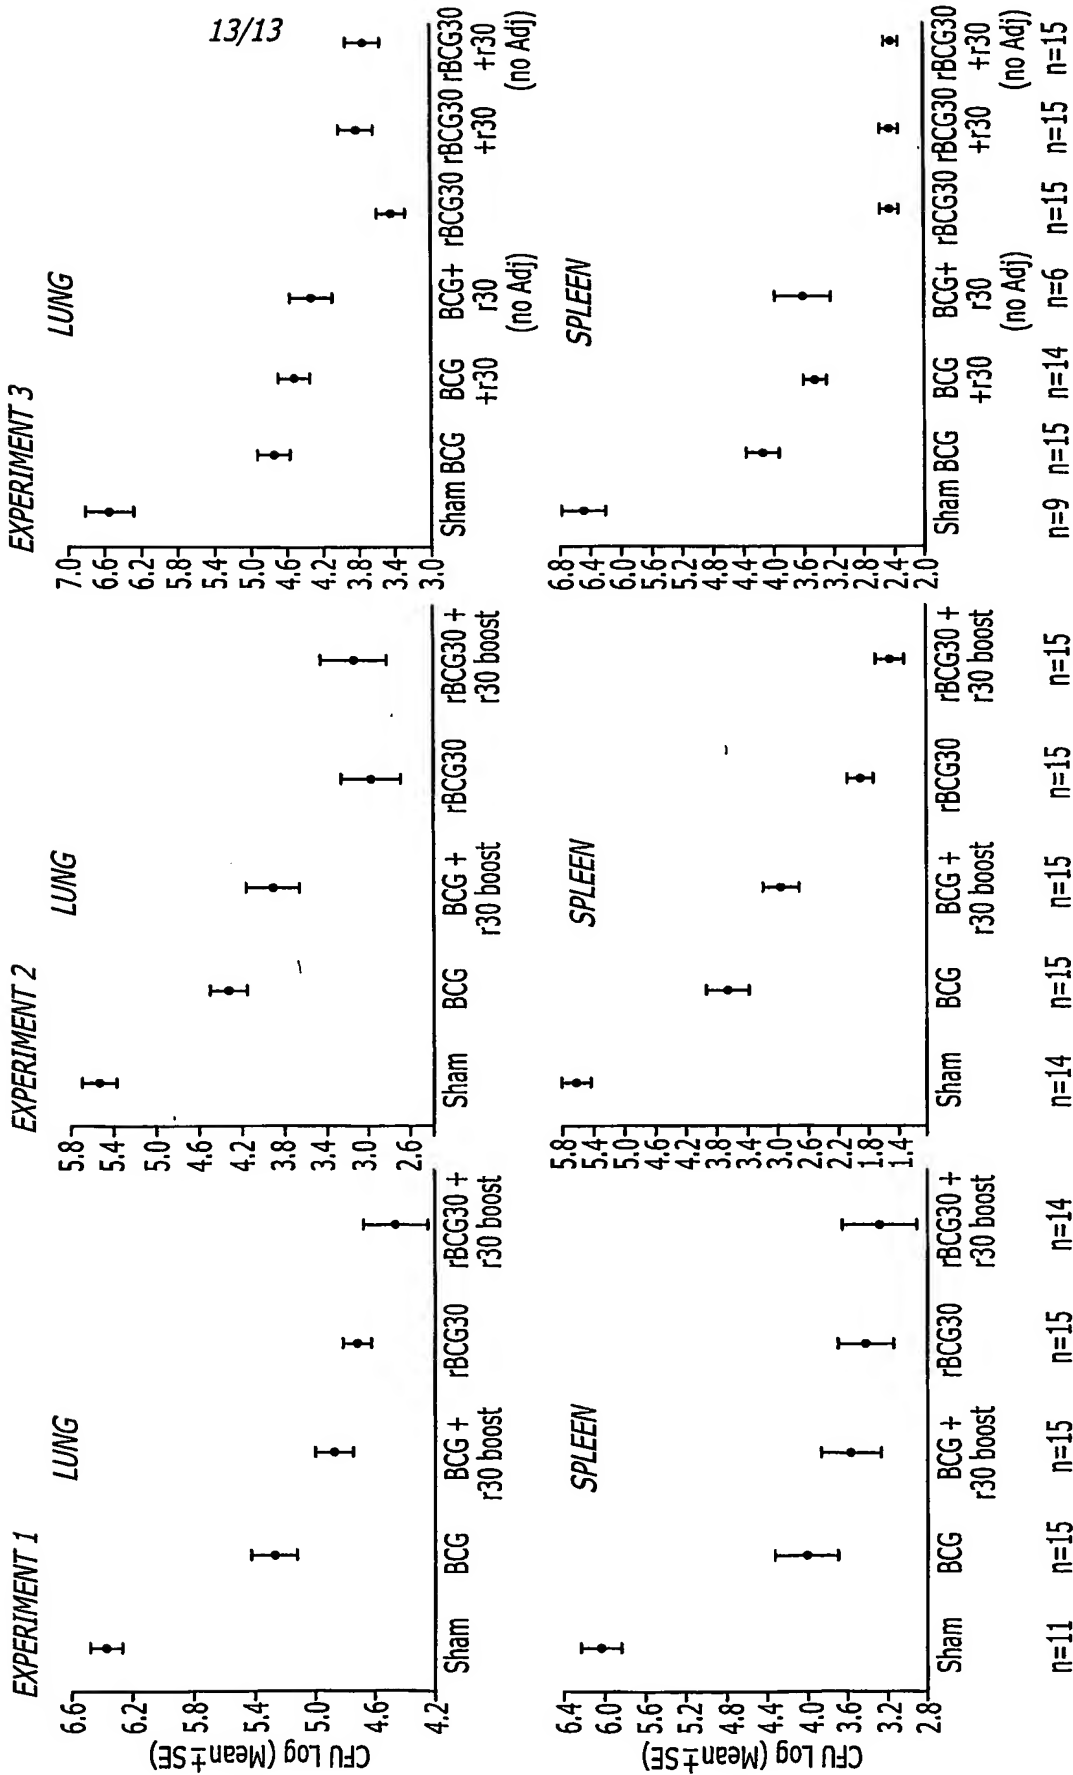 13/13
EXPERIMENT 1
LUNG
CFU Log (Mean±SE)
6.6
6.2
5.8
5.4
5.0
4.6
4.2
Sham BCG BCG + rBCG30 rBCG30 +
r30 boost r30 boost
SPLEEN
CFU Log (Mean±SE)
6.4
6.0
5.6
5.2
4.8
4.4
4.0
3.6
3.2
2.8
Sham BCG BCG + rBCG30 rBCG30 +
r30 boost r30 boost
n=11 n=15 n=15 n=15 n=14
EXPERIMENT 2
LUNG
5.8
5.4
5.0
4.6
4.2
3.8
3.4
3.0
2.6
Sham BCG BCG + rBCG30 rBCG30 +
r30 boost r30 boost
SPLEEN
5.8
5.4
5.0
4.6
4.2
3.8
3.4
3.0
2.6
2.2
1.8
1.4
Sham BCG BCG + rBCG30 rBCG30 +
r30 boost r30 boost
n=14 n=15 n=15 n=15 n=15
EXPERIMENT 3
LUNG
7.0
6.6
6.2
5.8
5.4
5.0
4.6
4.2
3.8
3.4
3.0
Sham BCG BCG BCG+ rBCG30 rBCG30 rBCG30
+r30 r30 +r30 +r30
(no Adj) (no Adj)
SPLEEN
6.8
6.4
6.0
5.6
5.2
4.8
4.4
4.0
3.6
3.2
2.8
2.4
2.0
Sham BCG BCG BCG+ rBCG30 rBCG30 rBCG30
+r30 r30 +r30 +r30
(no Adj) (no Adj)
n=9 n=15 n=14 n=6 n=15 n=15 n=15